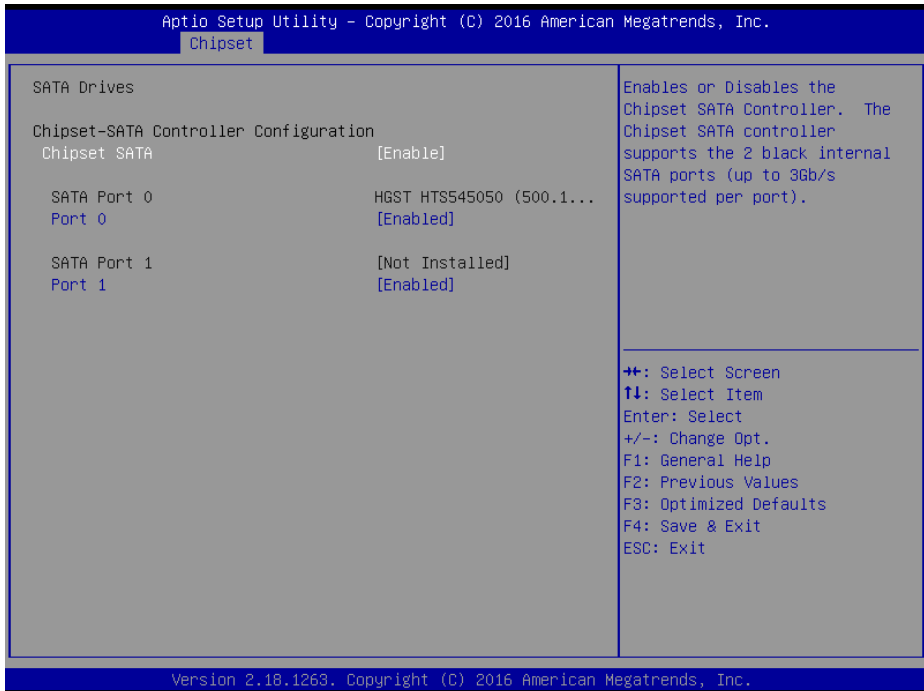 Aptio Setup Utility – Copyright (C) 2016 American Megatrends, Inc.
Chipset
SATA Drives
Chipset-SATA Controller Configuration
Chipset SATA [Enable]
SATA Port 0 HGST HTS545050 (500.1...
Port 0 [Enabled]
SATA Port 1 [Not Installed]
Port 1 [Enabled]
Enables or Disables the
Chipset SATA Controller. The
Chipset SATA controller
supports the 2 black internal
SATA ports (up to 3Gb/s
supported per port).
→←: Select Screen
↑↓: Select Item
Enter: Select
+/-: Change Opt.
F1: General Help
F2: Previous Values
F3: Optimized Defaults
F4: Save & Exit
ESC: Exit
Version 2.18.1263. Copyright (C) 2016 American Megatrends, Inc.